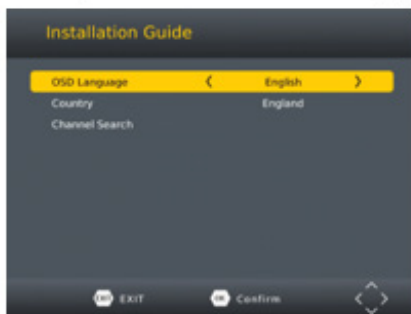 Installation Guide
OSD Language < English >
Country England
Channel Search
EXIT EXIT OK Confirm